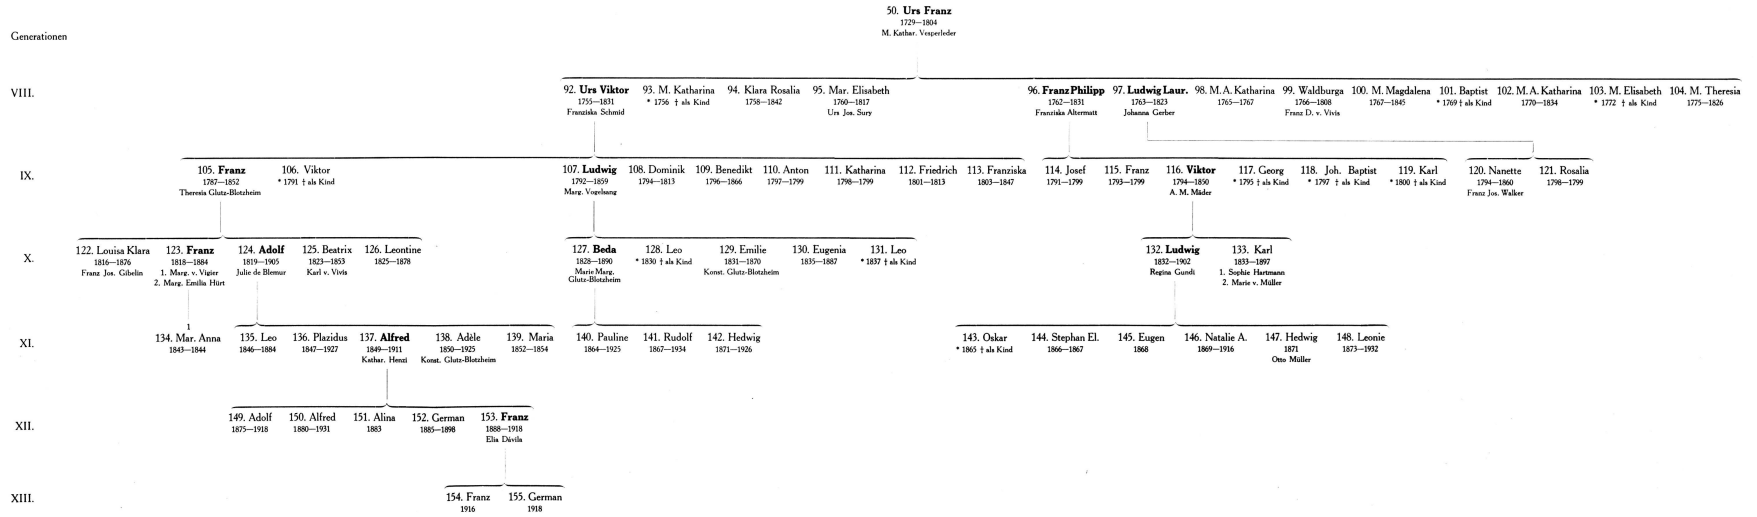 50. Urs Franz
1729—1804
M. Kathar. Vesperleder
Generationen
VIII.
92. Urs Viktor
1755—1831
Franziska Schmid
93. M. Katharina
* 1756 † als Kind
94. Klara Rosalia
1758—1842
95. Mar. Elisabeth
1760—1817
Urs Jos. Sury
96. Franz Philipp
1762—1831
Franziska Altermatt
97. Ludwig Laur.
1763—1823
Johanna Gerber
98. M. A. Katharina
1765—1767
99. Waldburga
1766—1808
Franz D. v. Vivis
100. M. Magdalena
1767—1845
101. Baptist
* 1769 † als Kind
102. M. A. Katharina
1770—1834
103. M. Elisabeth
* 1772 † als Kind
104. M. Theresia
1775—1826
IX.
105. Franz
1787—1852
Theresia Glutz-Blotzheim
106. Viktor
* 1791 † als Kind
107. Ludwig
1792—1859
Marg. Vogelsang
108. Dominik
1794—1813
109. Benedikt
1796—1866
110. Anton
1797—1799
111. Katharina
1798—1799
112. Friedrich
1801—1813
113. Franziska
1803—1847
114. Josef
1791—1799
115. Franz
1793—1799
116. Viktor
1794—1850
A. M. Mäder
117. Georg
* 1795 † als Kind
118. Joh. Baptist
* 1797 † als Kind
119. Karl
* 1800 † als Kind
120. Nanette
1794—1860
Franz Jos. Walker
121. Rosalia
1798—1799
X.
122. Louisa Klara
1816—1876
Franz Jos. Gibelin
123. Franz
1818—1884
1. Marg. v. Vigier
2. Marg. Emilia Hürt
124. Adolf
1819—1905
Julie de Blemur
125. Beatrix
1823—1853
Karl v. Vivis
126. Leontine
1825—1878
127. Beda
1828—1890
Marie Marg.
Glutz-Blotzheim
128. Leo
* 1830 † als Kind
129. Emilie
1831—1870
Konst. Glutz-Blotzheim
130. Eugenia
1835—1887
131. Leo
* 1837 † als Kind
132. Ludwig
1832—1902
Regina Gundi
133. Karl
1833—1897
1. Sophie Hartmann
2. Marie v. Müller
XI.
1
134. Mar. Anna
1843—1844
135. Leo
1846—1884
136. Plazidus
1847—1927
137. Alfred
1849—1911
Kathar. Henzi
138. Adèle
1850—1925
Konst. Glutz-Blotzheim
139. Maria
1852—1854
140. Pauline
1864—1925
141. Rudolf
1867—1934
142. Hedwig
1871—1926
143. Oskar
* 1865 † als Kind
144. Stephan El.
1866—1867
145. Eugen
1868
146. Natalie A.
1869—1916
147. Hedwig
1871
Otto Müller
148. Leonie
1873—1932
XII.
149. Adolf
1875—1918
150. Alfred
1880—1931
151. Alina
1883
152. German
1885—1898
153. Franz
1888—1918
Elia Dávila
XIII.
154. Franz
1916
155. German
1918